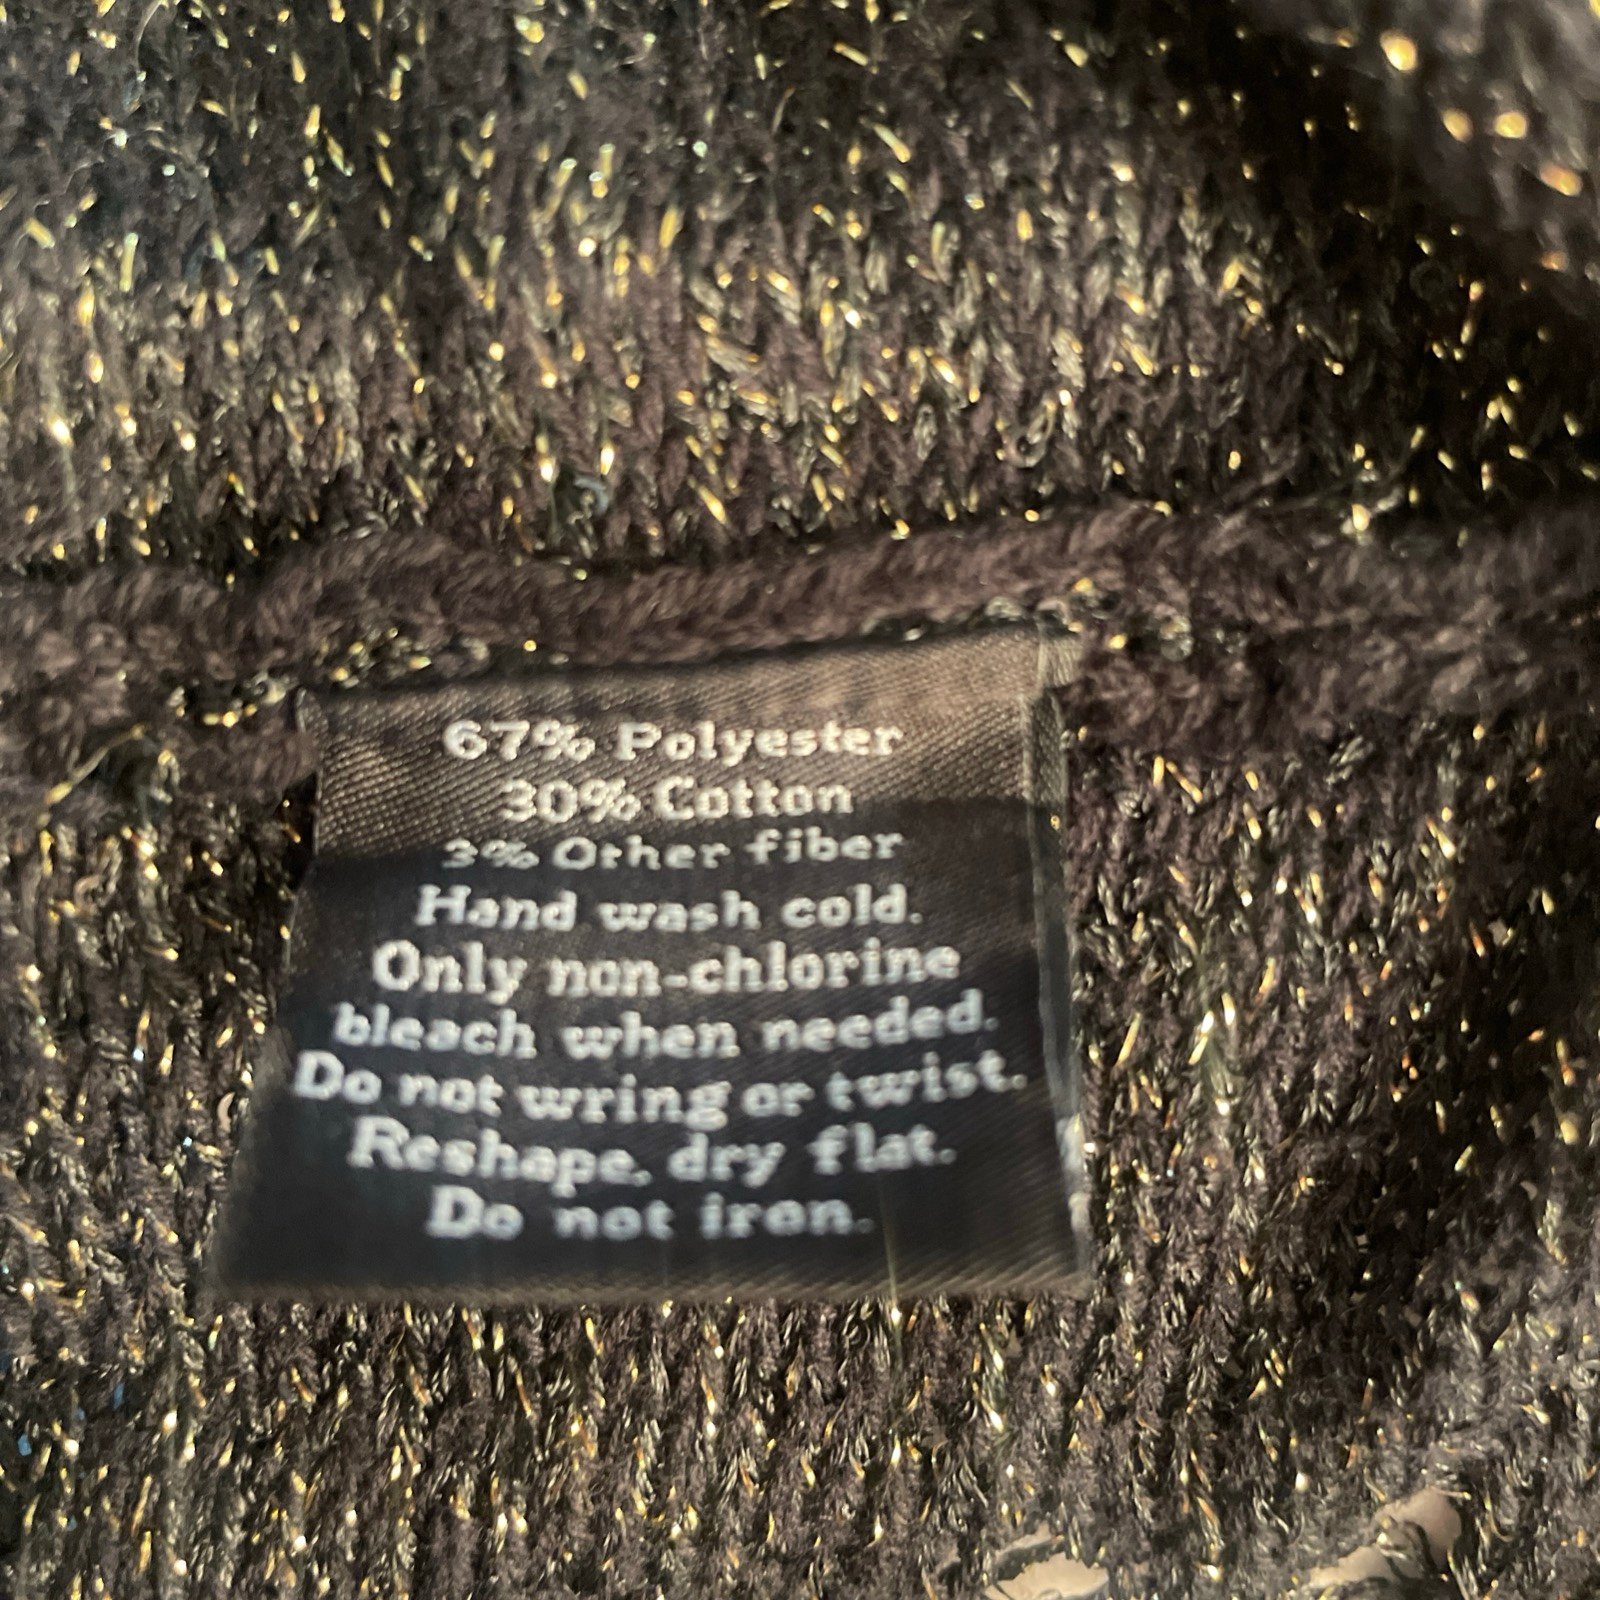 67% Polyester
30% Cotton
3% Other fiber
Hand wash cold.
Only non-chlorine
bleach when needed.
Do not wring or twist.
Reshape, dry flat.
Do not iron.